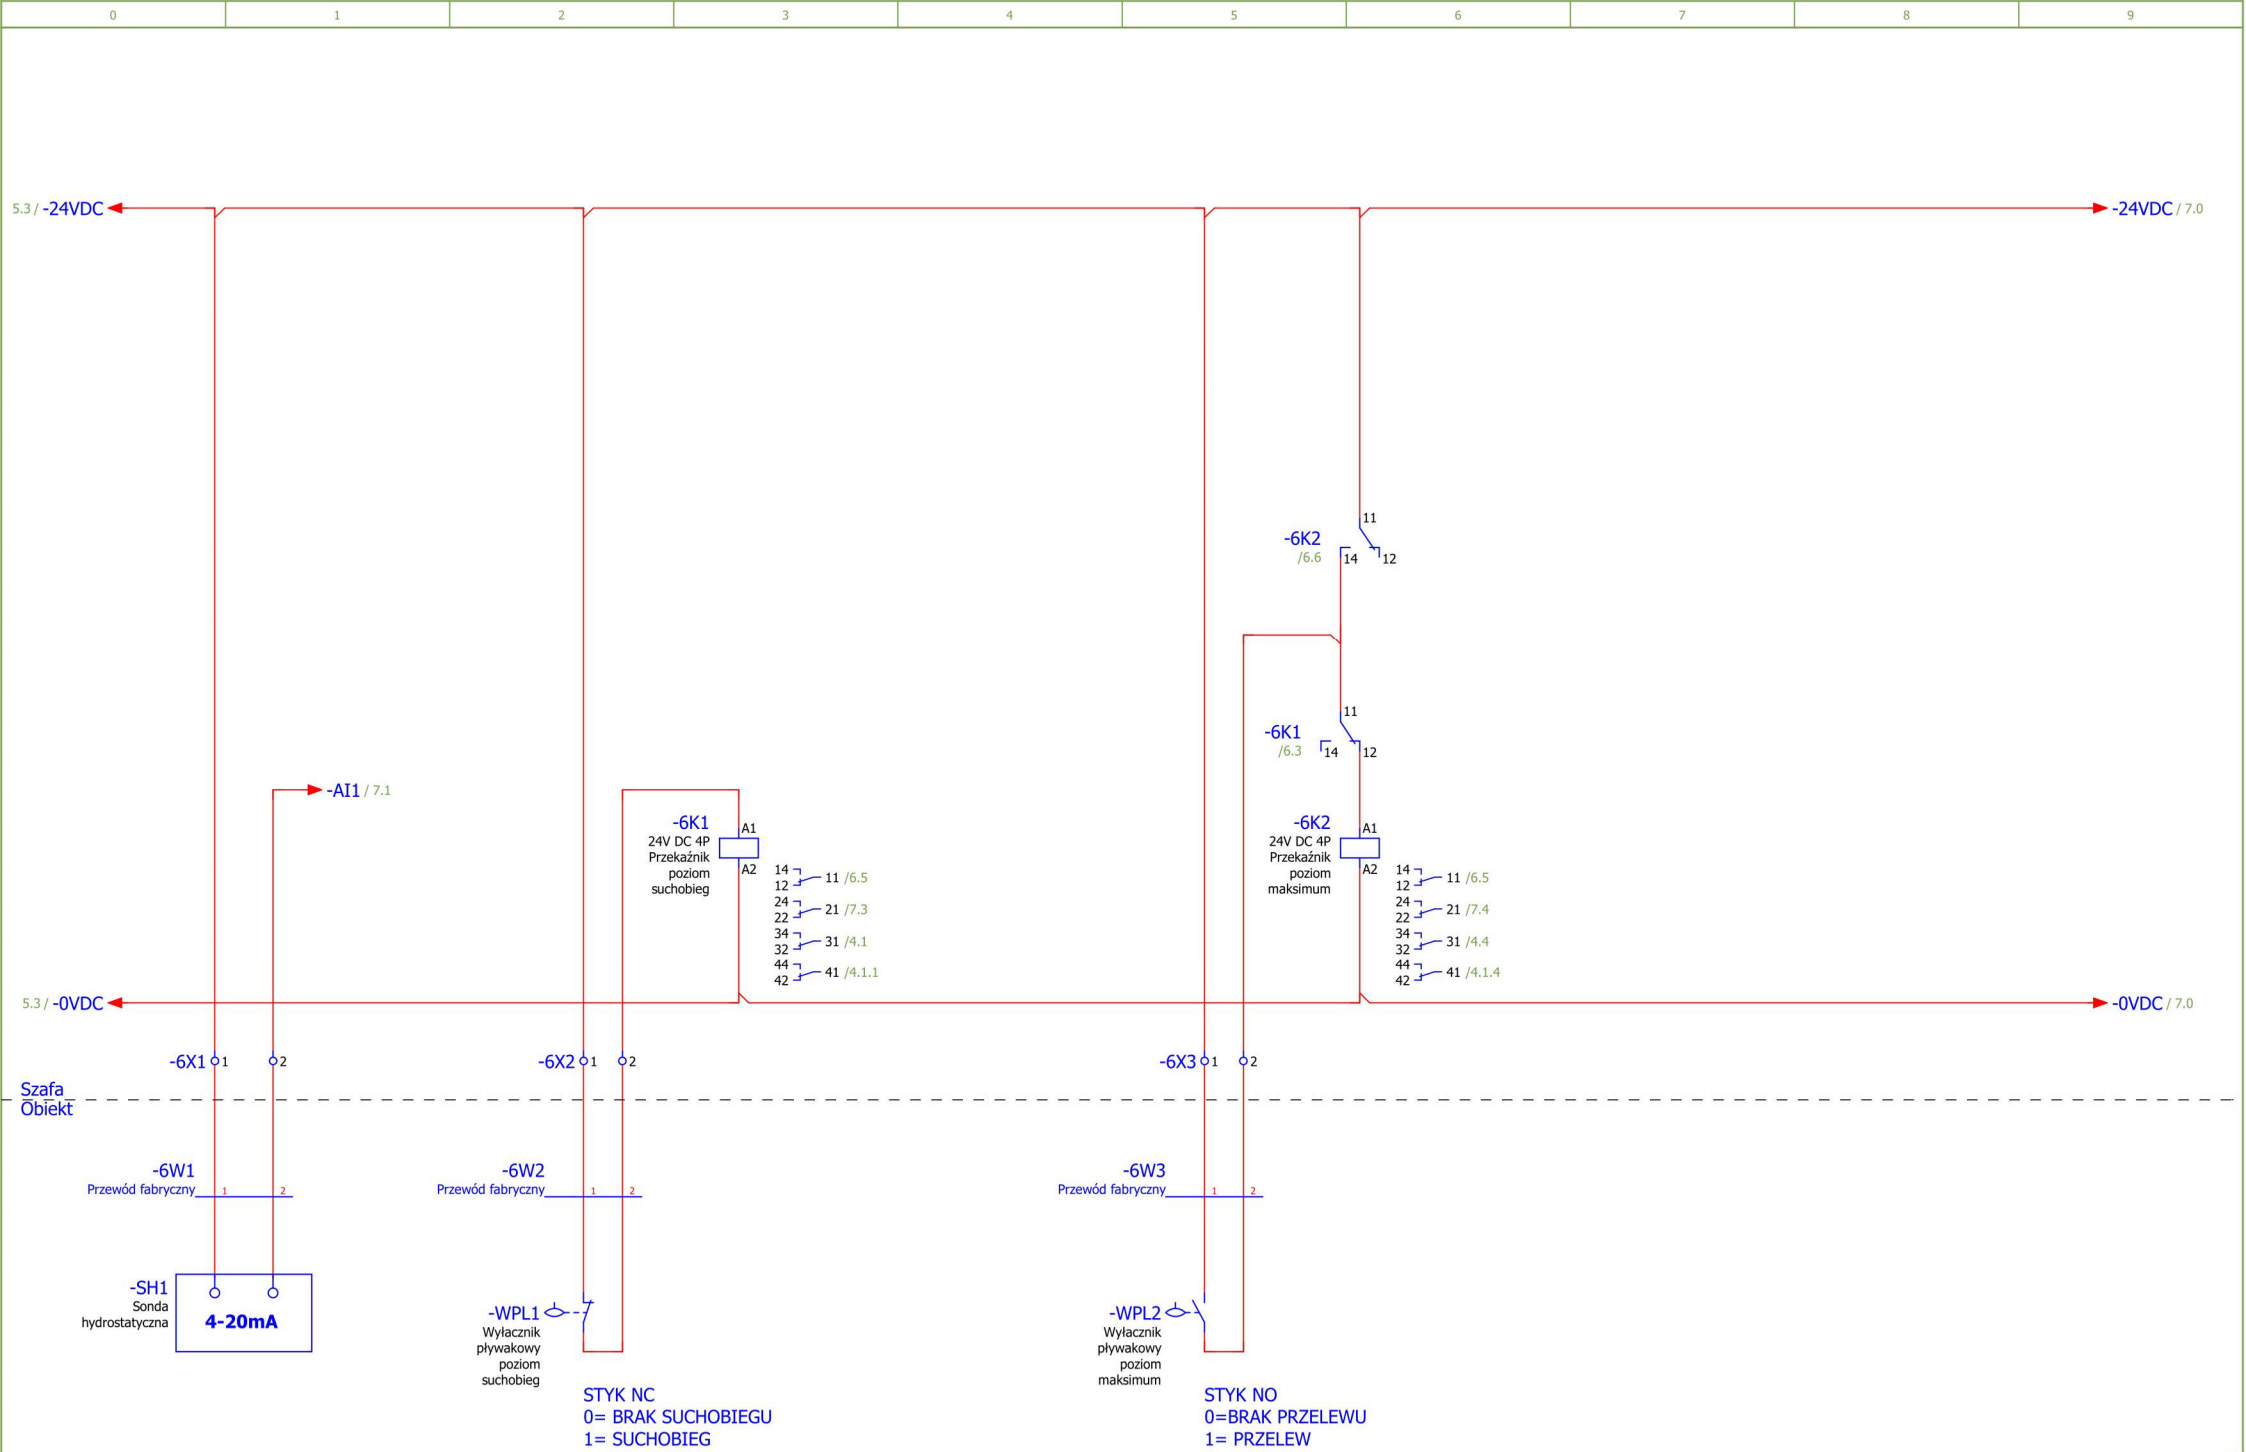 0 1 2 3 4 5 6 7 8 9
5.3 / -24VDC
-24VDC / 7.0
11
-6K2
/6.6
14
12
11
-6K1
/6.3
14
12
-AI1 / 7.1
-6K1
24V DC 4P
Przekaźnik
poziom
suchobieg
A1
A2
14
12
11 /6.5
24
22
21 /7.3
34
32
31 /4.1
44
42
41 /4.1.1
-6K2
24V DC 4P
Przekaźnik
poziom
maksimum
A1
A2
14
12
11 /6.5
24
22
21 /7.4
34
32
31 /4.4
44
42
41 /4.1.4
5.3 / -0VDC
-0VDC / 7.0
-6X1 1 2
-6X2 1 2
-6X3 1 2
Szafa
Obiekt
-6W1
Przewód fabryczny 1 2
-6W2
Przewód fabryczny 1 2
-6W3
Przewód fabryczny 1 2
-SH1
Sonda
hydrostatyczna
4-20mA
-WPL1
Wyłacznik
pływakowy
poziom
suchobieg
-WPL2
Wyłacznik
pływakowy
poziom
maksimum
STYK NC
0= BRAK SUCHOBIEGU
1= SUCHOBIEG
STYK NO
0=BRAK PRZELEWU
1= PRZELEW